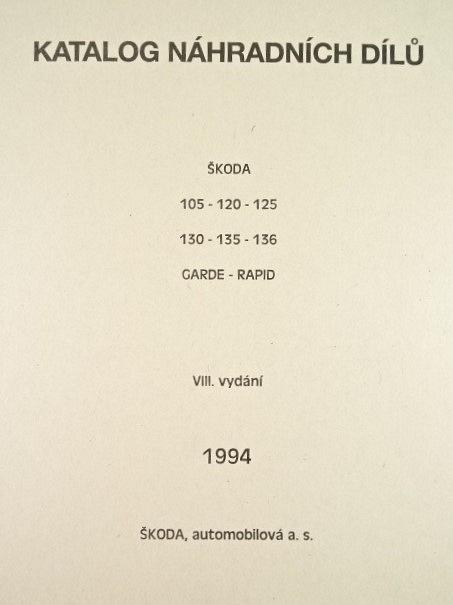 KATALOG NÁHRADNÍCH DÍLŮ
ŠKODA
105 - 120 - 125
130 - 135 - 136
GARDE - RAPID
VIII. vydání
1994
ŠKODA, automobilová a. s.